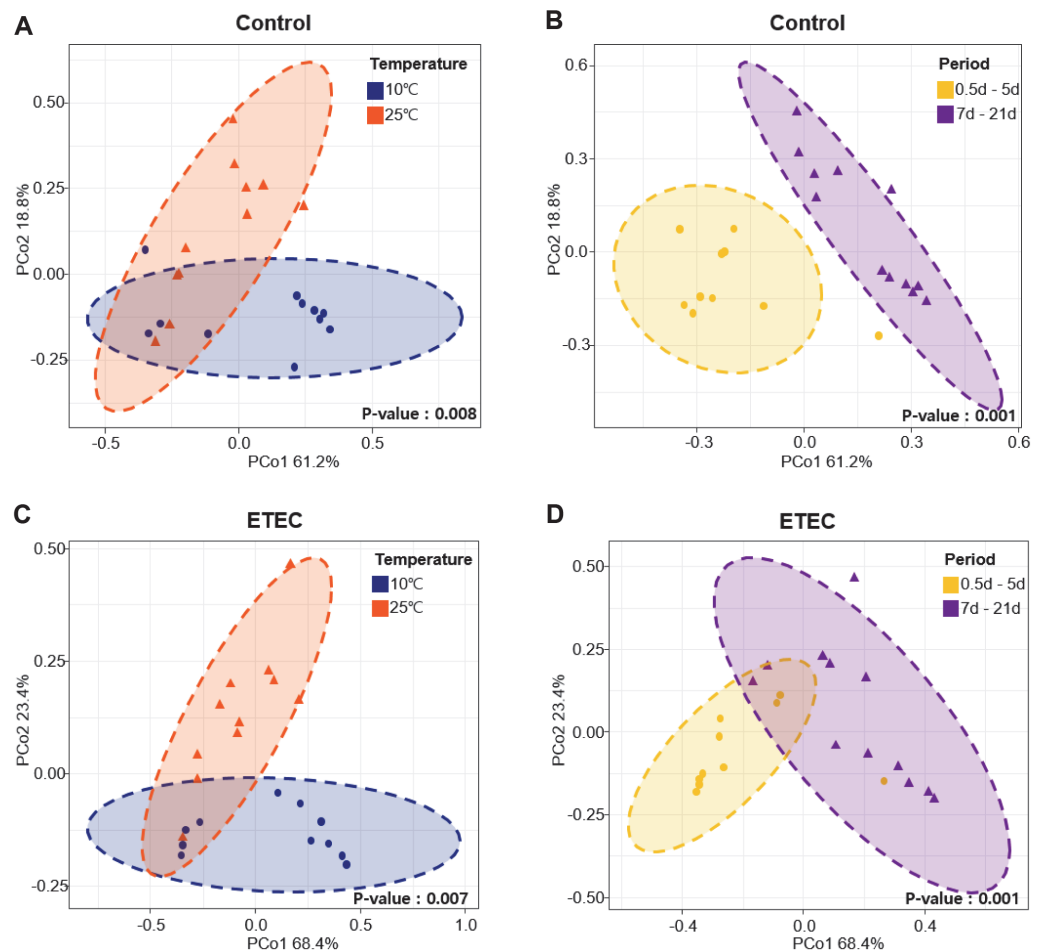 A
Control
Temperature
10℃
25℃
PCo2 18.8%
0.50
0.25
0.00
-0.25
P-value : 0.008
-0.5
0.0
0.5
PCo1 61.2%
B
Control
Period
0.5d - 5d
7d - 21d
PCo2 18.8%
0.6
0.3
0.0
-0.3
P-value : 0.001
-0.3
0.0
0.3
0.6
PCo1 61.2%
C
ETEC
Temperature
10℃
25℃
PCo2 23.4%
0.50
0.25
0.00
-0.25
P-value : 0.007
-0.5
0.0
0.5
1.0
PCo1 68.4%
D
ETEC
Period
0.5d - 5d
7d - 21d
PCo2 23.4%
0.50
0.25
0.00
-0.25
-0.50
P-value : 0.001
-0.4
0.0
0.4
PCo1 68.4%